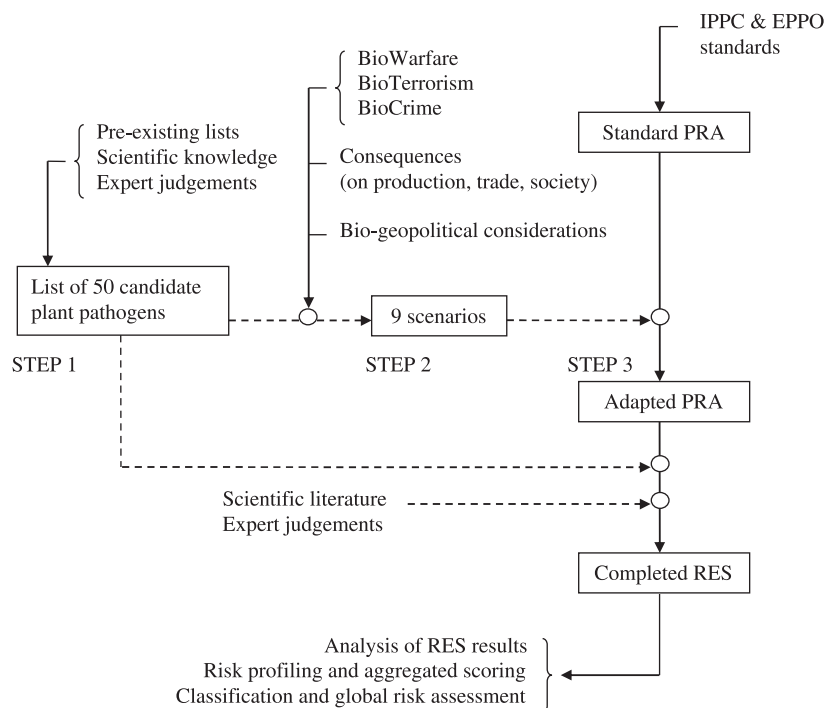 IPPC & EPPO
standards
BioWarfare
BioTerrorism
BioCrime
Standard PRA
Pre-existing lists
Scientific knowledge
Expert judgements
Consequences
(on production, trade, society)
Bio-geopolitical considerations
List of 50 candidate
plant pathogens
9 scenarios
STEP 1
STEP 2
STEP 3
Adapted PRA
Scientific literature
Expert judgements
Completed RES
Analysis of RES results
Risk profiling and aggregated scoring
Classification and global risk assessment